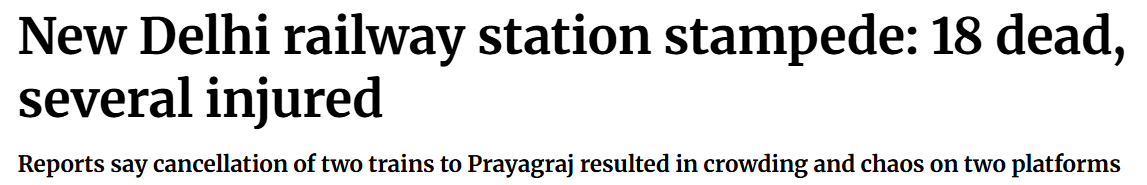 New Delhi railway station stampede: 18 dead,
several injured
Reports say cancellation of two trains to Prayagraj resulted in crowding and chaos on two platforms